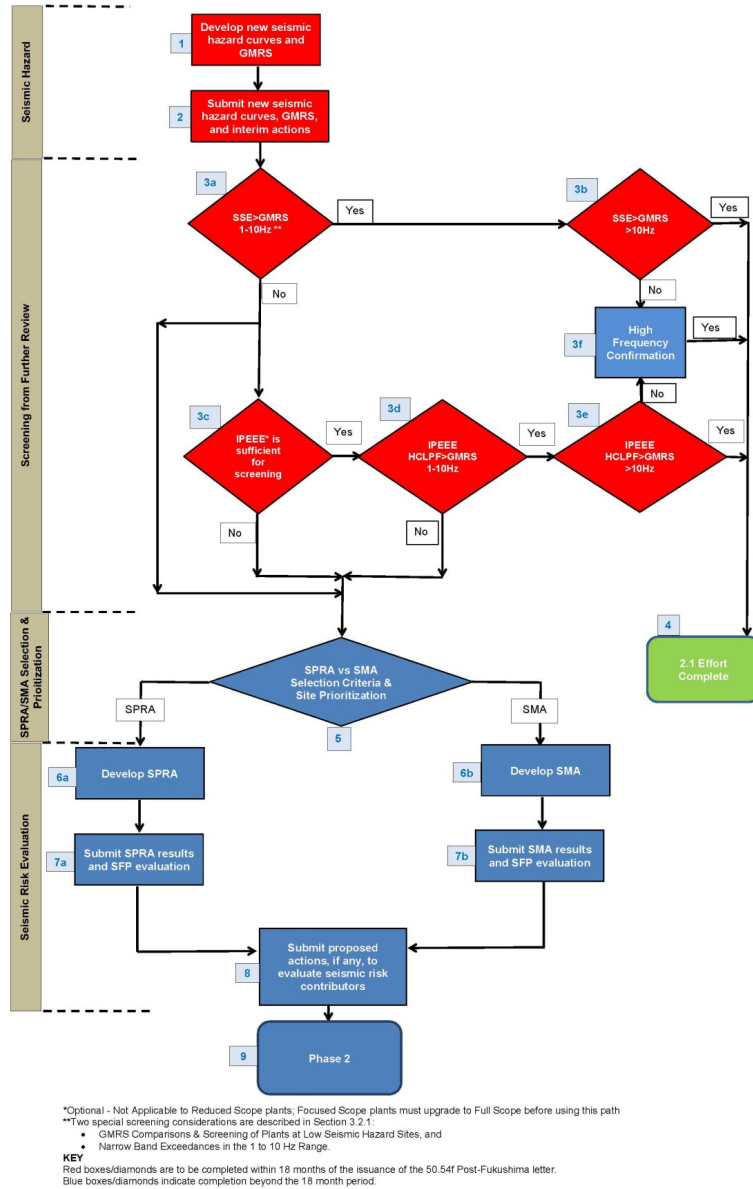 Seismic Hazard
1
Develop new seismic
hazard curves and
GMRS
2
Submit new seismic
hazard curves, GMRS,
and interim actions
Screening from Further Review
3a
SSE>GMRS
1-10Hz **
Yes
3b
SSE>GMRS
>10Hz
Yes
No
No
3f
High
Frequency
Confirmation
Yes
No
3c
IPEEE* is
sufficient
for
screening
Yes
3d
IPEEE
HCLPF>GMRS
1-10Hz
Yes
3e
IPEEE
HCLPF>GMRS
>10Hz
Yes
No
No
SPRA/SMA Selection &
Prioitization
4
2.1 Effort
Complete
SPRA vs SMA
Selection Criteria &
Site Prioritization
SPRA
SMA
5
Seismic Risk Evaluation
6a
Develop SPRA
6b
Develop SMA
7a
Submit SPRA results
and SFP evaluation
7b
Submit SMA results
and SFP evaluation
8
Submit proposed
actions, if any, to
evaluate seismic risk
contributors
9
Phase 2
*Optional - Not Applicable to Reduced Scope plants; Focused Scope plants must upgrade to Full Scope before using this path
**Two special screening considerations are described in Section 3.2.1:
• GMRS Comparisons & Screening of Plants at Low Seismic Hazard Sites, and
• Narrow Band Exceedances in the 1 to 10 Hz Range.
KEY
Red boxes/diamonds are to be completed within 18 months of the issuance of the 50.54f Post-Fukushima letter.
Blue boxes/diamonds indicate completion beyond the 18 month period.